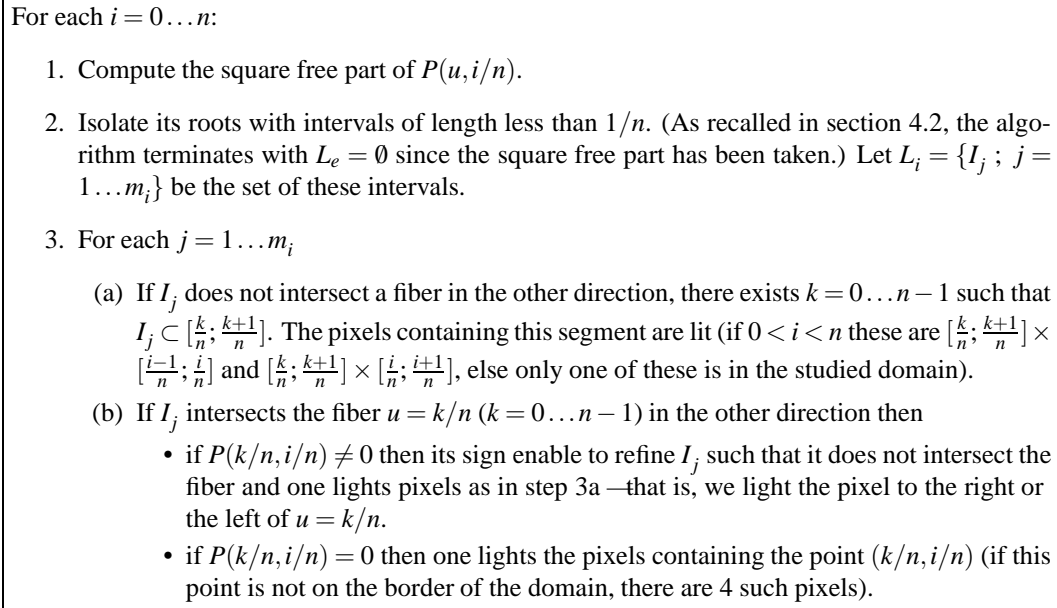 For each i = 0…n:
1. Compute the square free part of P(u, i/n).
2. Isolate its roots with intervals of length less than 1/n. (As recalled in section 4.2, the algo-
rithm terminates with L_e = ∅ since the square free part has been taken.) Let L_i = {I_j ; j =
1…m_i} be the set of these intervals.
3. For each j = 1…m_i
(a) If I_j does not intersect a fiber in the other direction, there exists k = 0…n − 1 such that
I_j ⊂ [k/n; (k+1)/n]. The pixels containing this segment are lit (if 0 < i < n these are [k/n; (k+1)/n] ×
[(i−1)/n; i/n] and [k/n; (k+1)/n] × [i/n; (i+1)/n], else only one of these is in the studied domain).
(b) If I_j intersects the fiber u = k/n (k = 0…n − 1) in the other direction then
• if P(k/n, i/n) ≠ 0 then its sign enable to refine I_j such that it does not intersect the
fiber and one lights pixels as in step 3a —that is, we light the pixel to the right or
the left of u = k/n.
• if P(k/n, i/n) = 0 then one lights the pixels containing the point (k/n, i/n) (if this
point is not on the border of the domain, there are 4 such pixels).